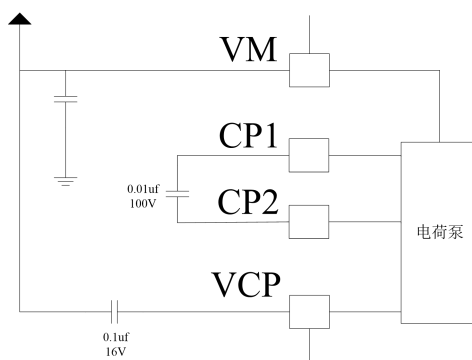 VM
CP1
0.01uf
100V
CP2
电荷泵
VCP
0.1uf
16V